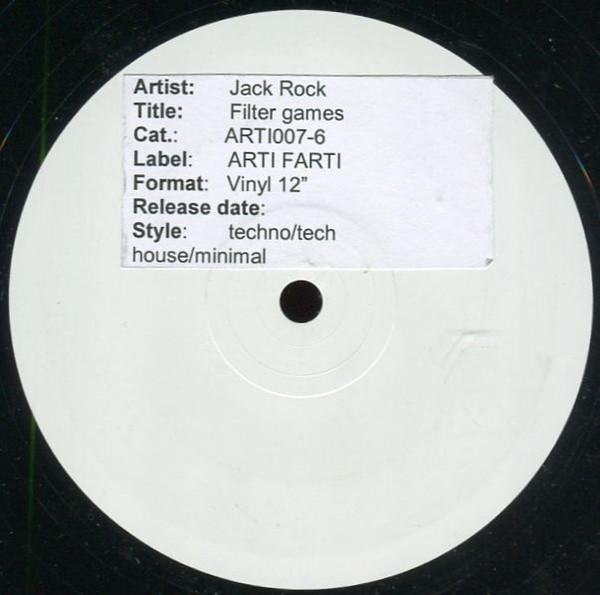 Artist: Jack Rock
Title: Filter games
Cat.: ARTI007-6
Label: ARTI FARTI
Format: Vinyl 12”
Release date:
Style: techno/tech
house/minimal